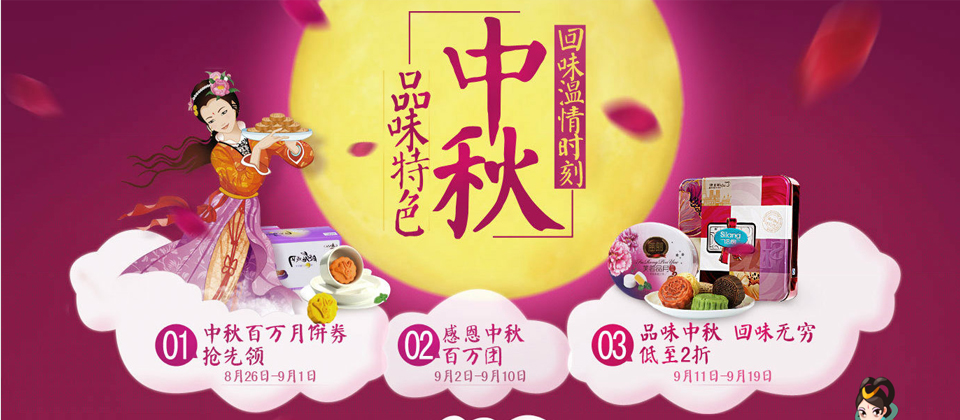 回味温情时刻
中秋
品味特色
01
中秋百万月饼券
抢先领
8月26日-9月1日
02
感恩中秋
百万团
9月2日-9月10日
03
品味中秋 回味无穷
低至2折
9月11日-9月19日